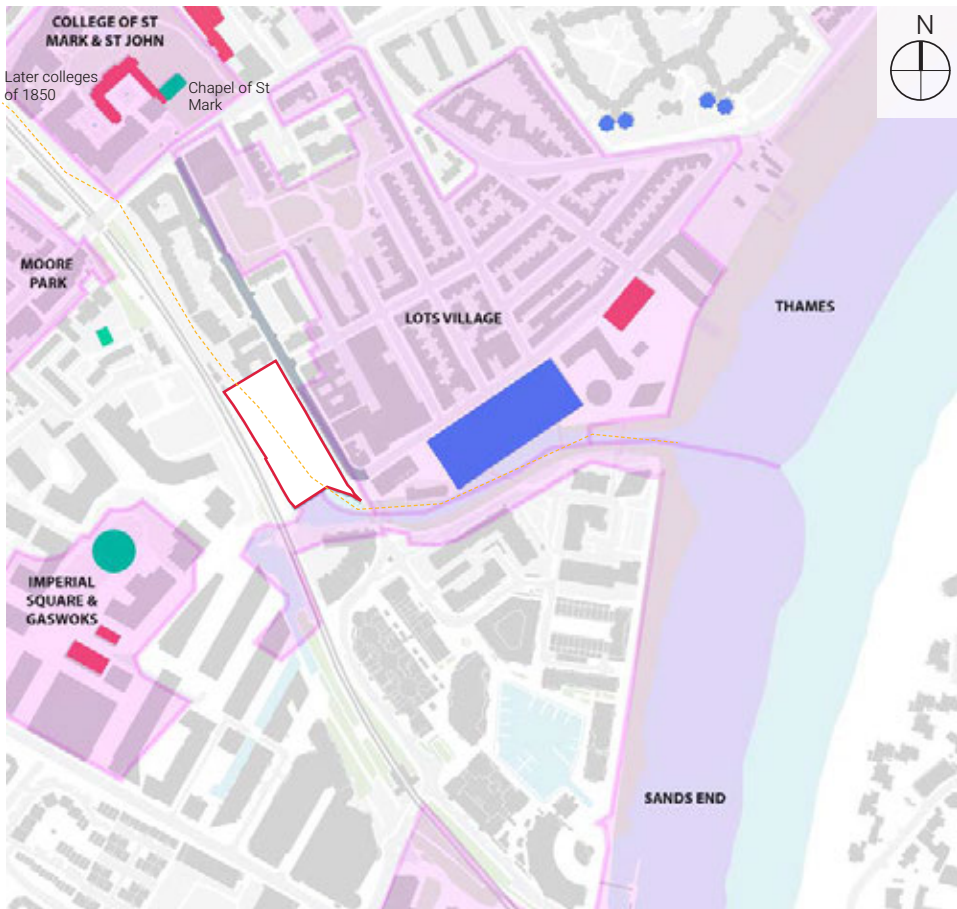 COLLEGE OF ST
MARK & ST JOHN
N
Later colleges
of 1850
Chapel of St
Mark
MOORE
PARK
THAMES
LOTS VILLAGE
IMPERIAL
SQUARE &
GASWOKS
SANDS END